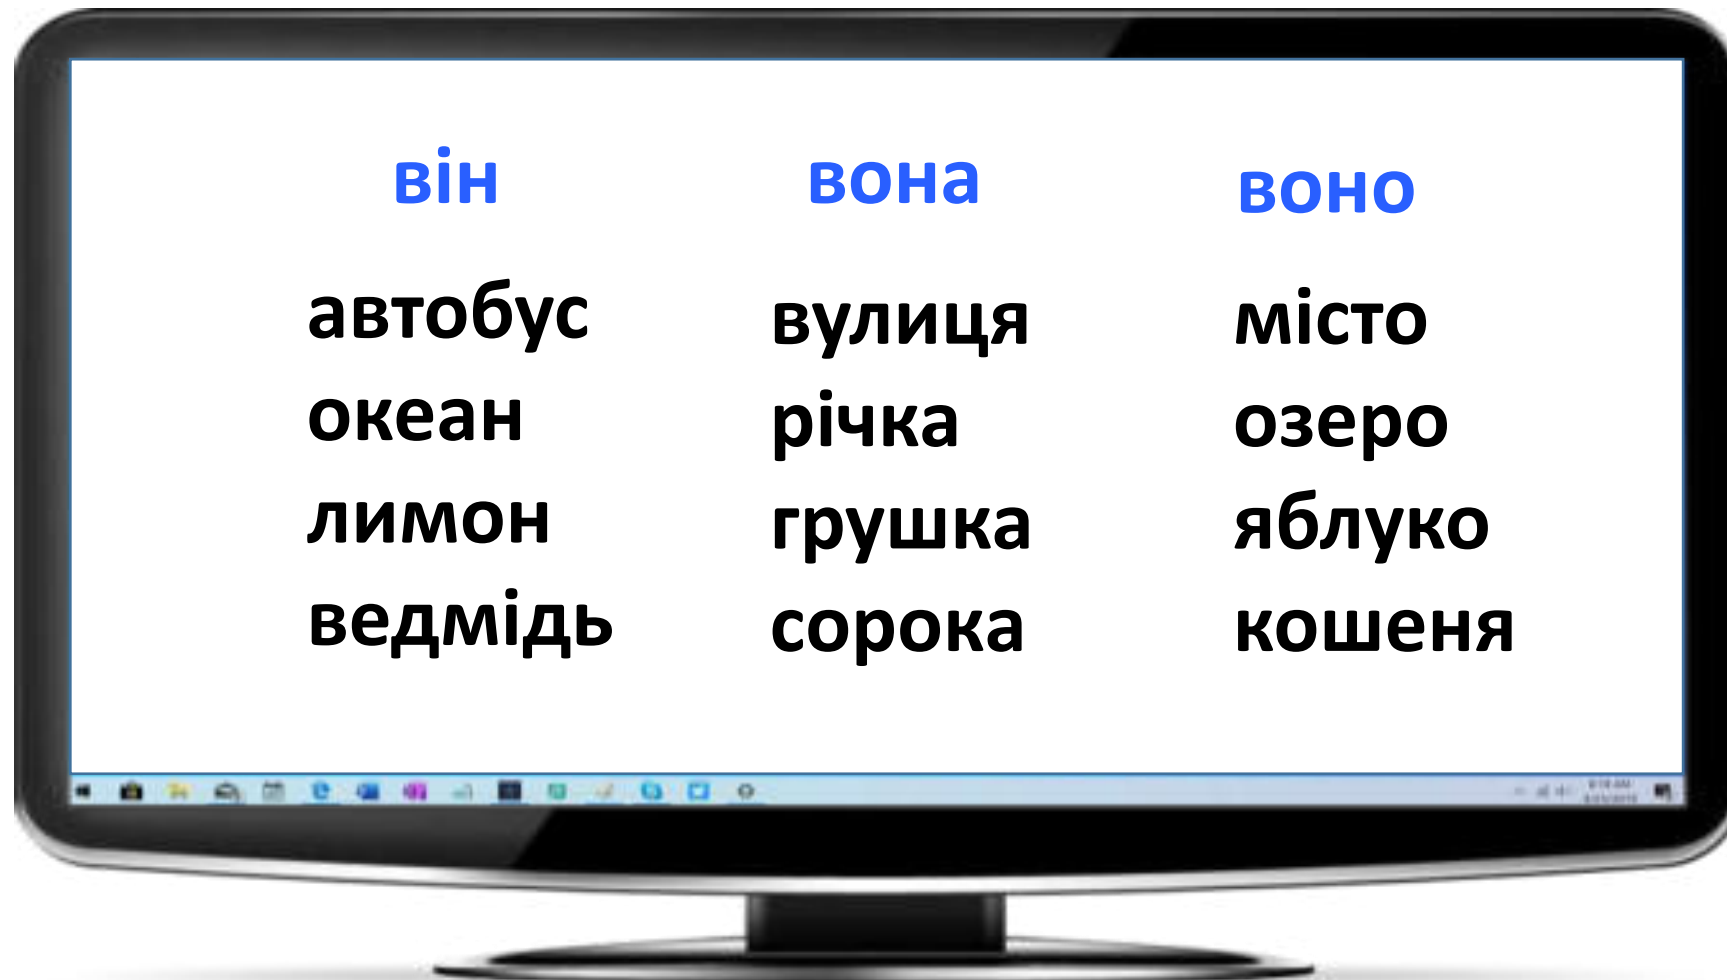 він вона воно
автобус вулиця місто
океан річка озеро
лимон грушка яблуко
ведмідь сорока кошеня